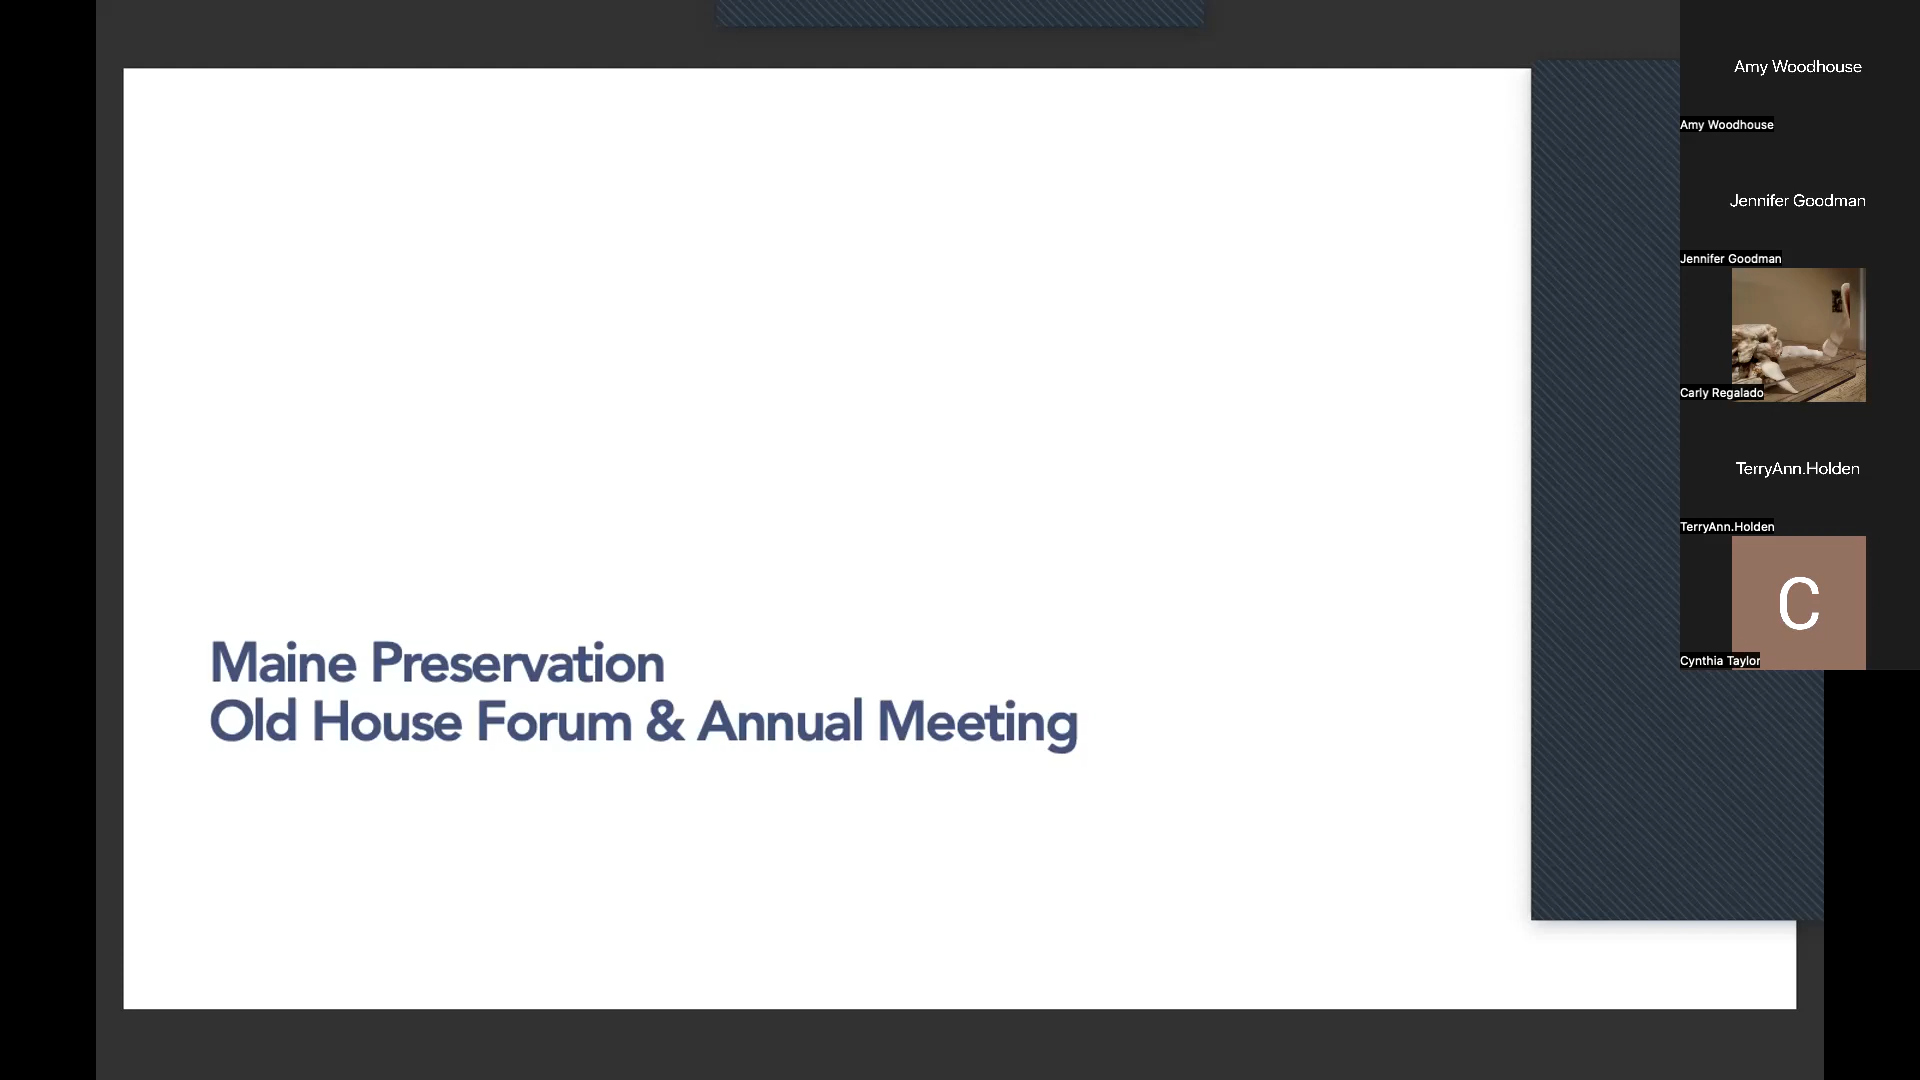 Maine Preservation
Old House Forum & Annual Meeting
Amy Woodhouse
Amy Woodhouse
Jennifer Goodman
Jennifer Goodman
Carly Regalado
TerryAnn.Holden
TerryAnn.Holden
C
Cynthia Taylor